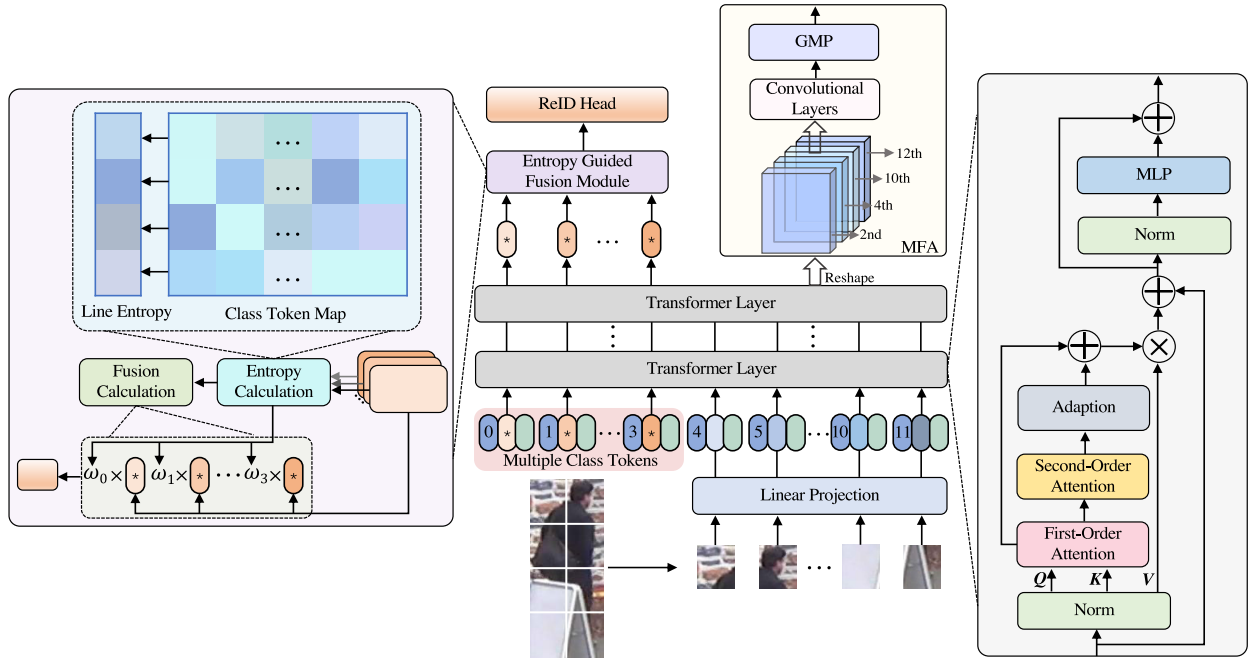 GMP
Convolutional
Layers
12th
10th
4th
2nd
MFA
Reshape
ReID Head
Entropy Guided
Fusion Module
* * ... *
Transformer Layer
Transformer Layer
0 * 1 * ... 3 * 4 5 ... 10 11
Multiple Class Tokens
Linear Projection
...
...
...
...
...
Line Entropy
Class Token Map
Fusion
Calculation
Entropy
Calculation
ω0 × * ω1 × * ... ω3 × *
MLP
Norm
Adaption
Second-Order
Attention
First-Order
Attention
Q K V
Norm